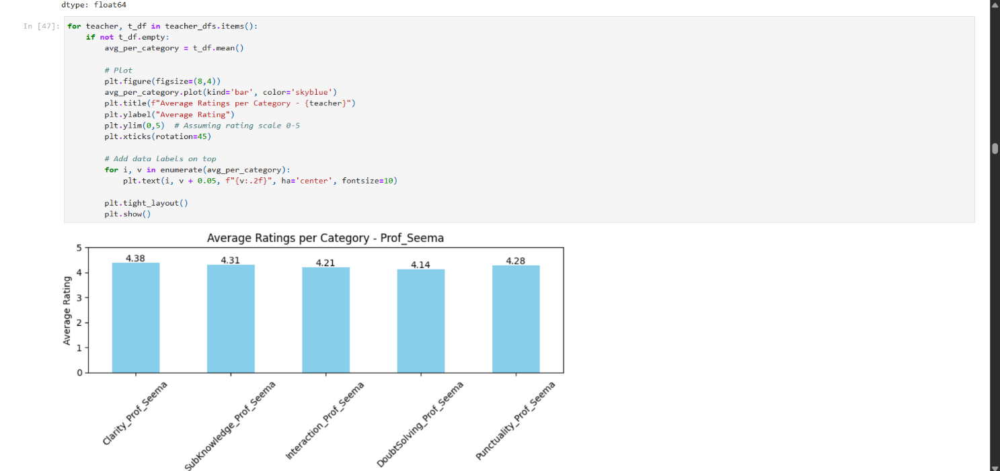 dtype: float64
In [47]: for teacher, t_df in teacher_dfs.items():
    if not t_df.empty:
        avg_per_category = t_df.mean()

        # Plot
        plt.figure(figsize=(8,4))
        avg_per_category.plot(kind='bar', color='skyblue')
        plt.title(f"Average Ratings per Category - {teacher}")
        plt.ylabel("Average Rating")
        plt.ylim(0,5)  # Assuming rating scale 0-5
        plt.xticks(rotation=45)

        # Add data labels on top
        for i, v in enumerate(avg_per_category):
            plt.text(i, v + 0.05, f"{v:.2f}", ha='center', fontsize=10)

        plt.tight_layout()
        plt.show()
Average Ratings per Category - Prof_Seema
Average Rating
5
4
3
2
1
0
4.38
4.31
4.21
4.14
4.28
Clarity_Prof_Seema
SubKnowledge_Prof_Seema
Interaction_Prof_Seema
DoubtSolving_Prof_Seema
Punctuality_Prof_Seema